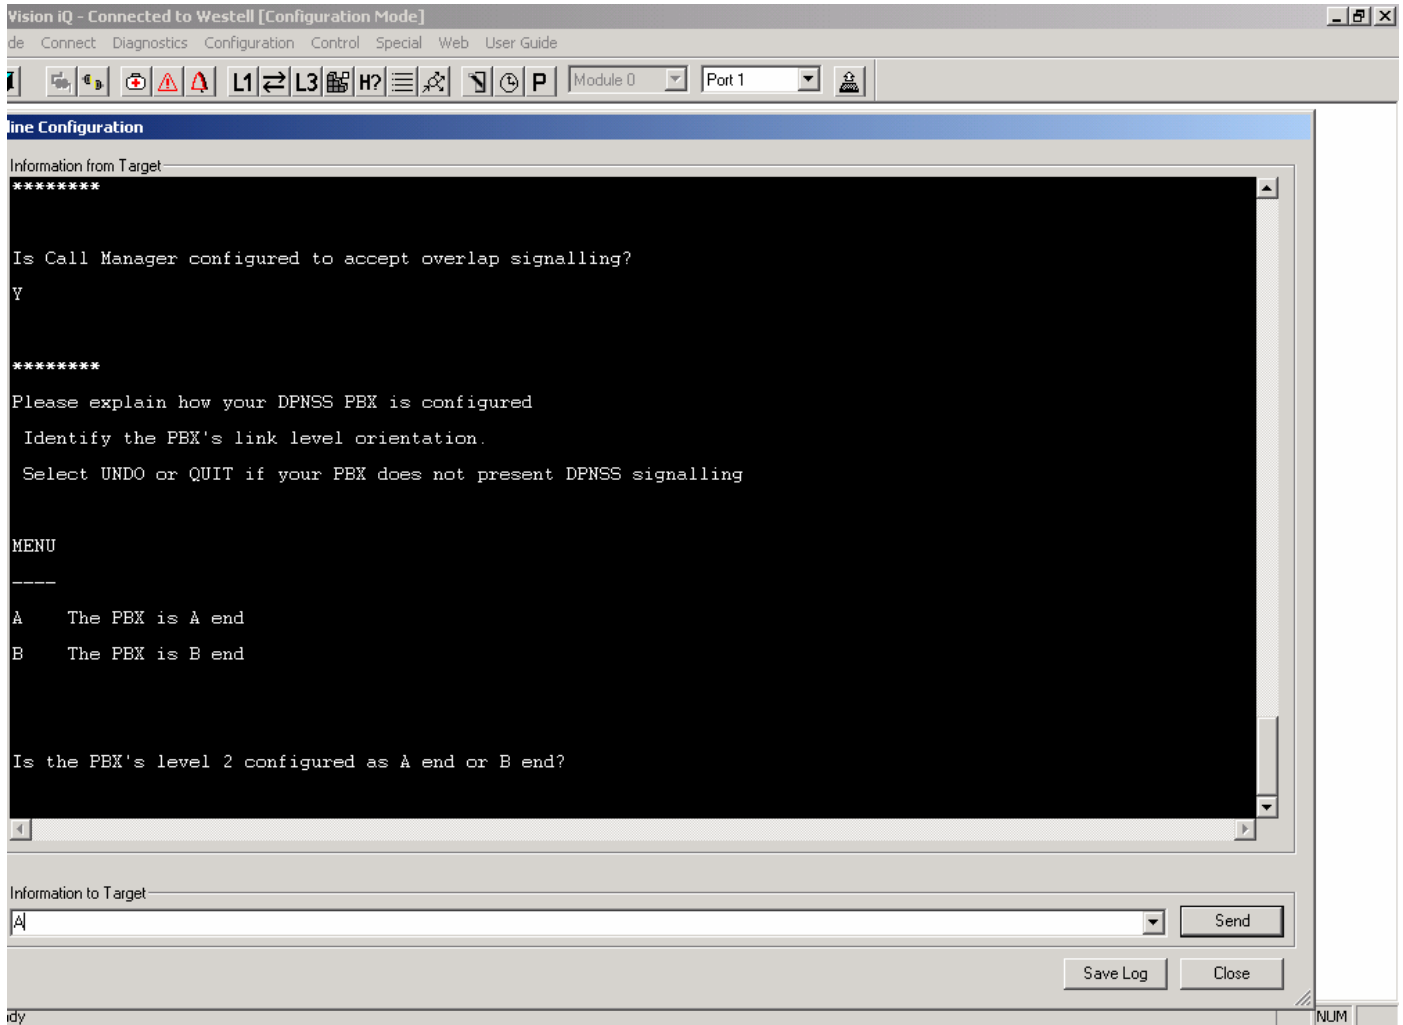 Vision iQ - Connected to Westell [Configuration Mode]
de Connect Diagnostics Configuration Control Special Web User Guide
L1 L3 H? P Module 0 Port 1
line Configuration
Information from Target
********
Is Call Manager configured to accept overlap signalling?
Y
********
Please explain how your DPNSS PBX is configured
Identify the PBX's link level orientation.
Select UNDO or QUIT if your PBX does not present DPNSS signalling
MENU
----
A The PBX is A end
B The PBX is B end
Is the PBX's level 2 configured as A end or B end?
Information to Target
A
Send
Save Log Close
dy NUM